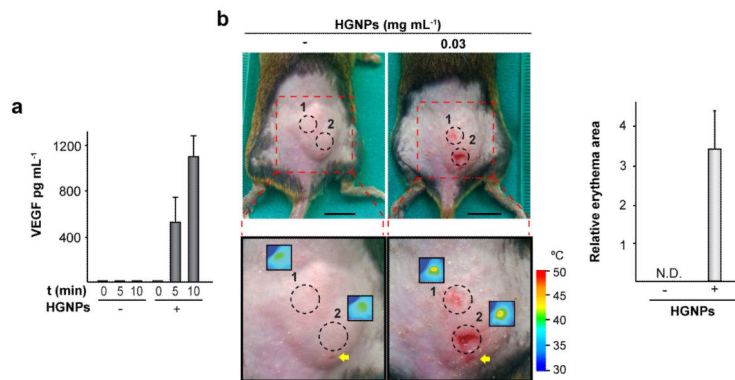 a
VEGF pg mL-1
1200
800
400
t (min) 0 5 10 0 5 10
HGNPs - +
b
HGNPs (mg mL-1)
- 0.03
1
2
1
2
1
2
1
2
ºC
50
45
40
35
30
Relative erythema area
4
3
2
1
N.D.
- +
HGNPs